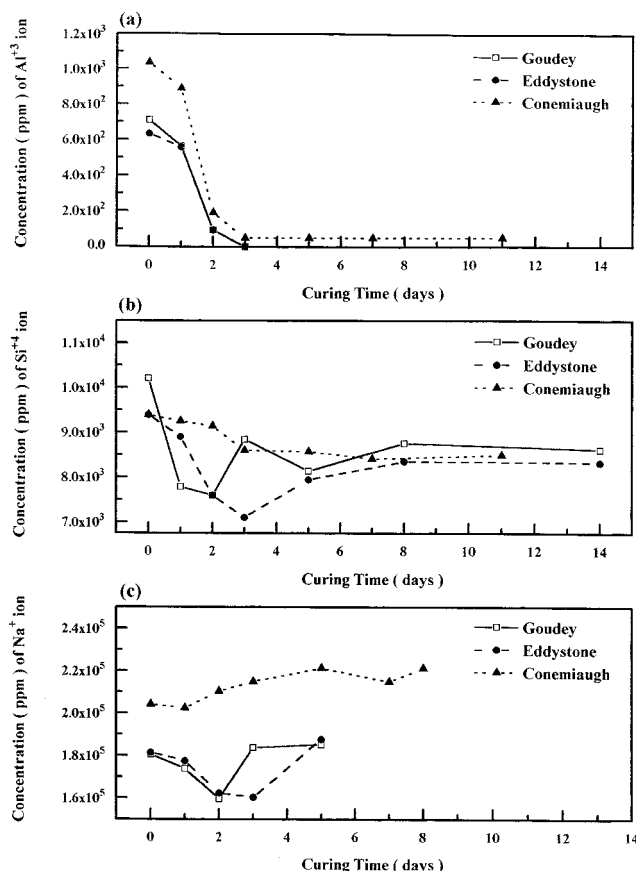 (a)
Concentration ( ppm ) of Al⁺³ ion
1.2x10³
1.0x10³
8.0x10²
6.0x10²
4.0x10²
2.0x10²
0.0
Goudey
Eddystone
Conemiaugh
0 2 4 6 8 10 12 14
Curing Time ( days )
(b)
Concentration ( ppm ) of Si⁺⁴ ion
1.1x10⁴
1.0x10⁴
9.0x10³
8.0x10³
7.0x10³
Goudey
Eddystone
Conemiaugh
0 2 4 6 8 10 12 14
Curing Time ( days )
(c)
Concentration ( ppm ) of Na⁺ ion
2.4x10⁵
2.2x10⁵
2.0x10⁵
1.8x10⁵
1.6x10⁵
Goudey
Eddystone
Conemiaugh
0 2 4 6 8 10 12 14
Curing Time ( days )